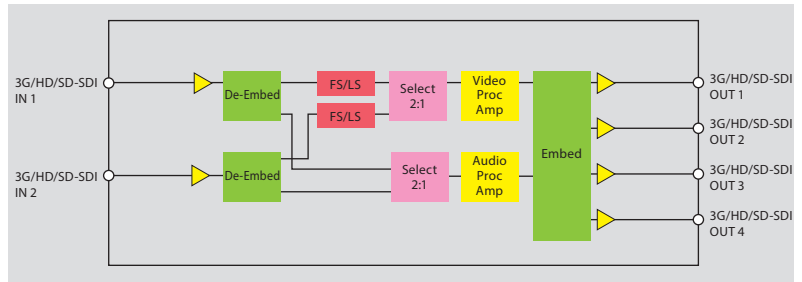 3G/HD/SD-SDI
IN 1
De-Embed
FS/LS
FS/LS
Select
2:1
Video
Proc
Amp
3G/HD/SD-SDI
OUT 1
3G/HD/SD-SDI
OUT 2
3G/HD/SD-SDI
IN 2
De-Embed
Select
2:1
Audio
Proc
Amp
Embed
3G/HD/SD-SDI
OUT 3
3G/HD/SD-SDI
OUT 4